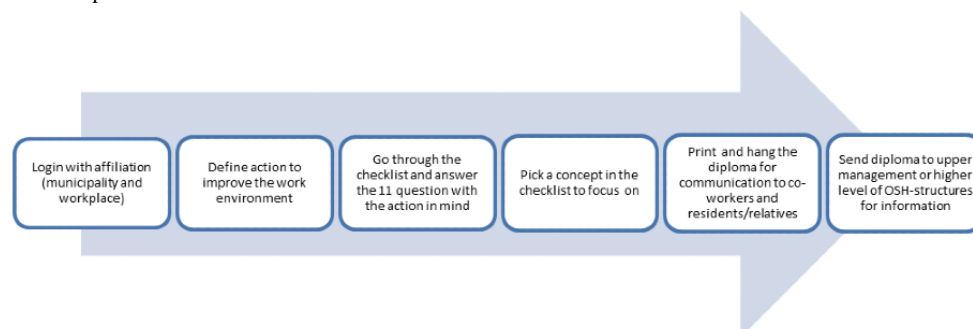 Login with affiliation
(municipality and
workplace)
Define action to
improve the work
environment
Go through the
checklist and answer
the 11 question with
the action in mind
Pick a concept in the
checklist to focus on
Print and hang the
diploma for
communication to co-
workers and
residents/relatives
Send diploma to upper
management or higher
level of OSH-structures
for information